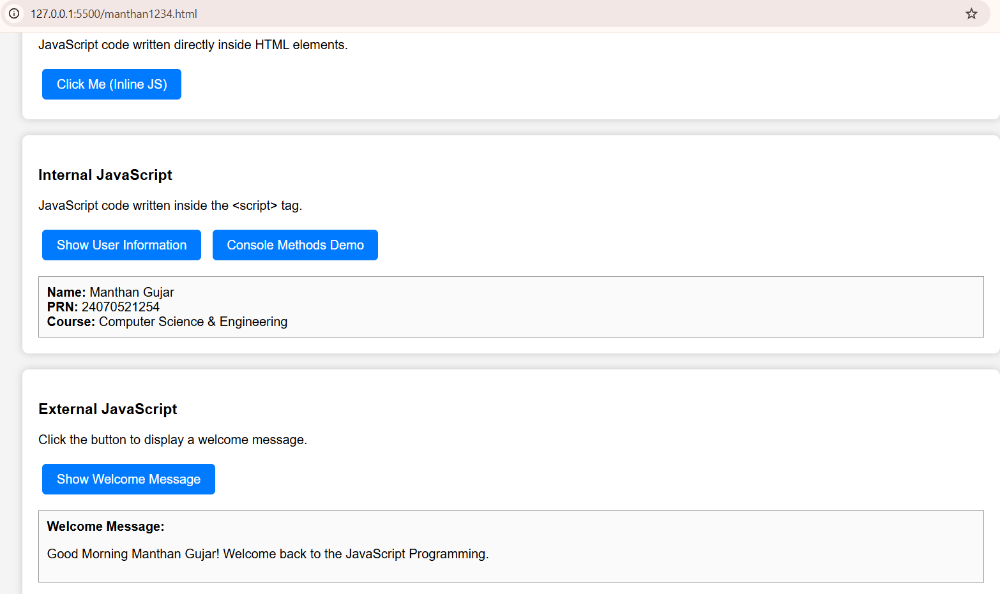 127.0.0.1:5500/manthan1234.html
JavaScript code written directly inside HTML elements.
Click Me (Inline JS)
Internal JavaScript
JavaScript code written inside the <script> tag.
Show User Information Console Methods Demo
Name: Manthan Gujar
PRN: 24070521254
Course: Computer Science & Engineering
External JavaScript
Click the button to display a welcome message.
Show Welcome Message
Welcome Message:
Good Morning Manthan Gujar! Welcome back to the JavaScript Programming.